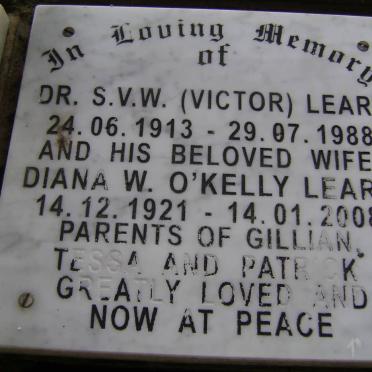 In Loving Memory
of
DR. S.V.W. (VICTOR) LEAR
24.06.1913 - 29.07.1988
AND HIS BELOVED WIFE
DIANA W. O'KELLY LEAR
14.12.1921 - 14.01.2008
PARENTS OF GILLIAN,
TESSA AND PATRICK
GREATLY LOVED AND
NOW AT PEACE